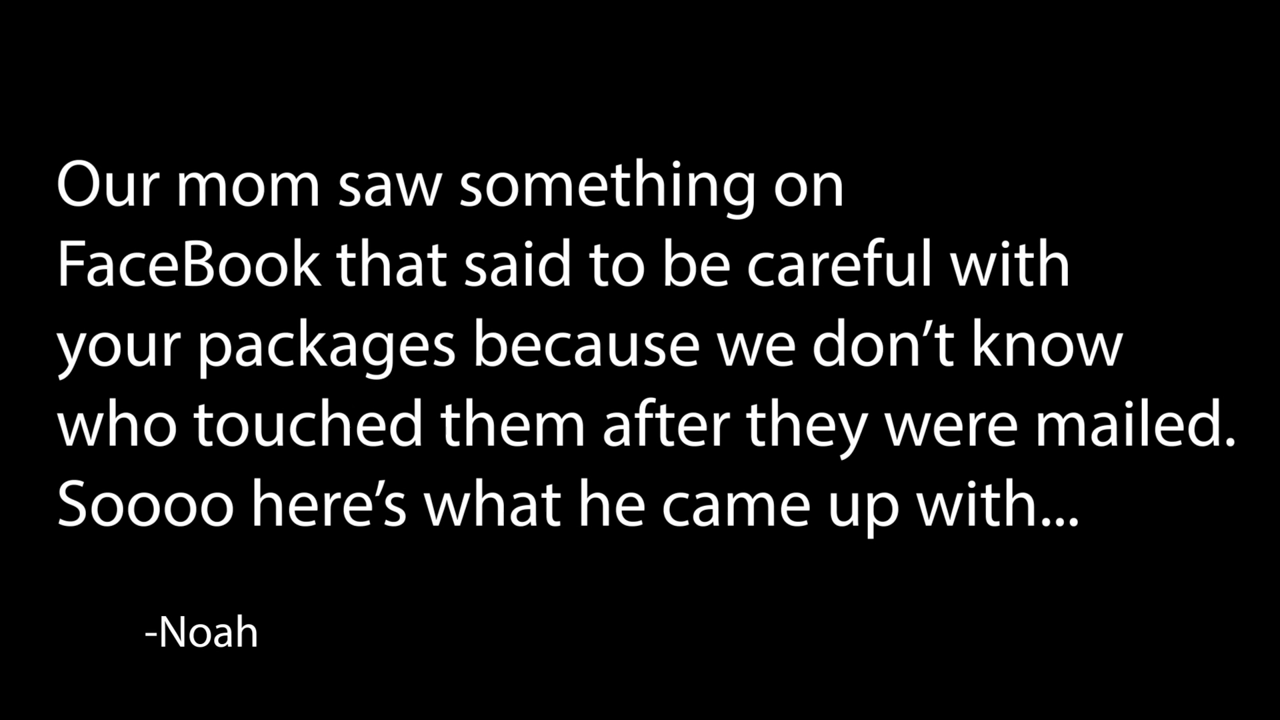 Our mom saw something on
FaceBook that said to be careful with
your packages because we don’t know
who touched them after they were mailed.
Soooo here’s what he came up with...
-Noah